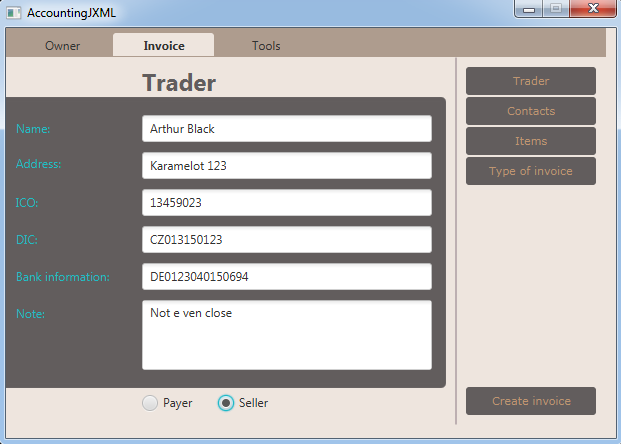 AccountingJXML
Owner Invoice Tools
Trader
Name: Arthur Black
Address: Karamelot 123
ICO: 13459023
DIC: CZ013150123
Bank information: DE0123040150694
Note: Not e ven close
Payer Seller
Trader
Contacts
Items
Type of invoice
Create invoice